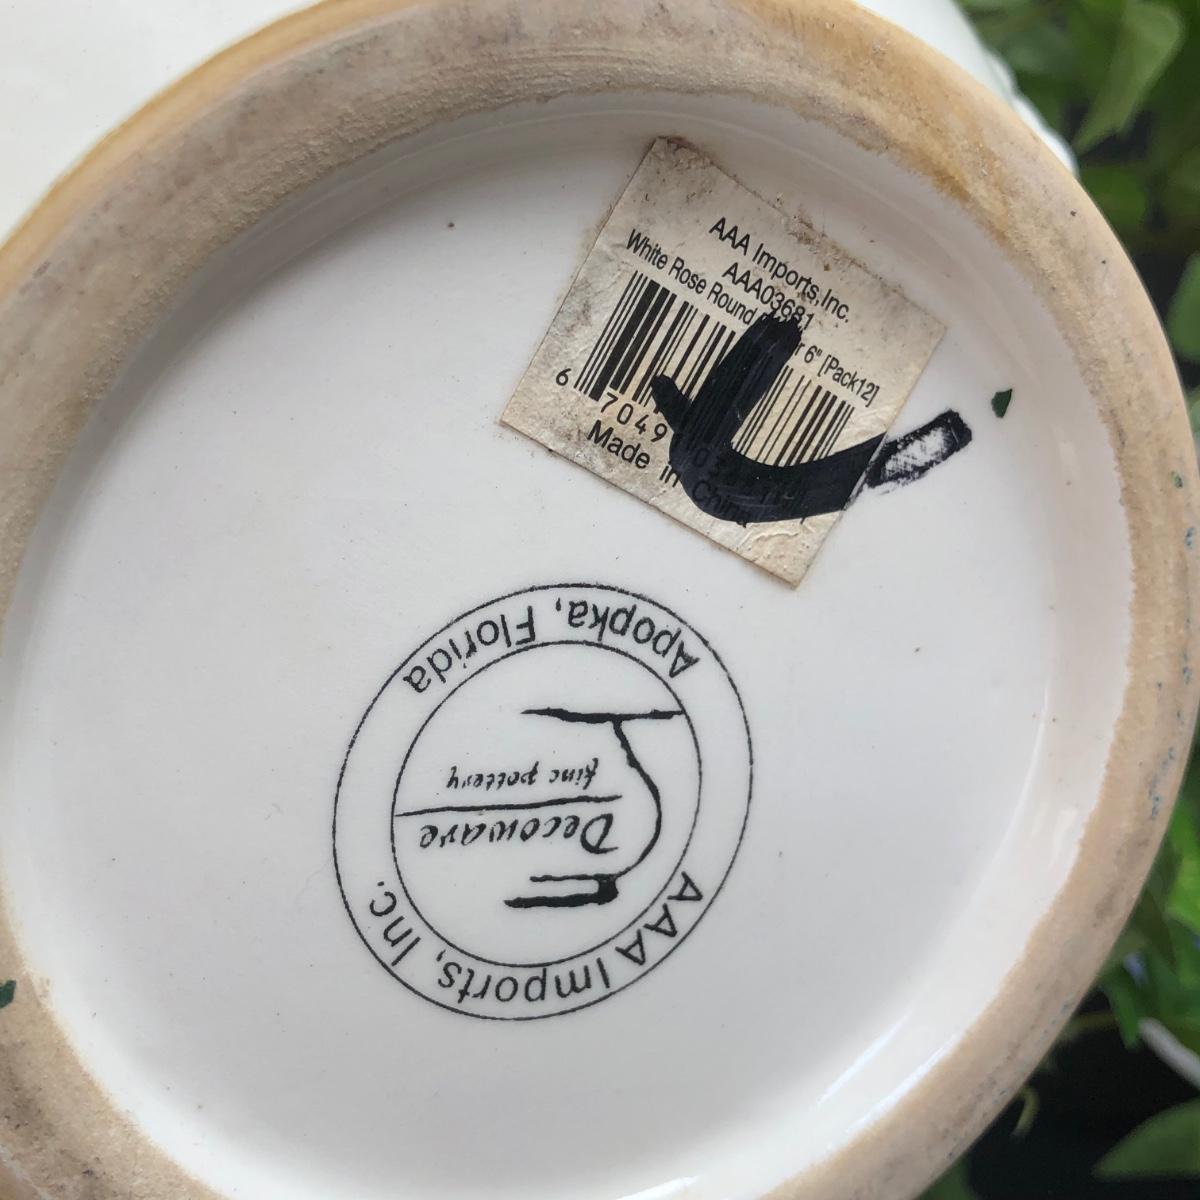 AAA Imports, Inc.
AAA03681
White Rose Round 6" [Pack12]
6 7049
Made in China
AAA Imports, Inc.
Decoware
fine pottery
Apopka, Florida